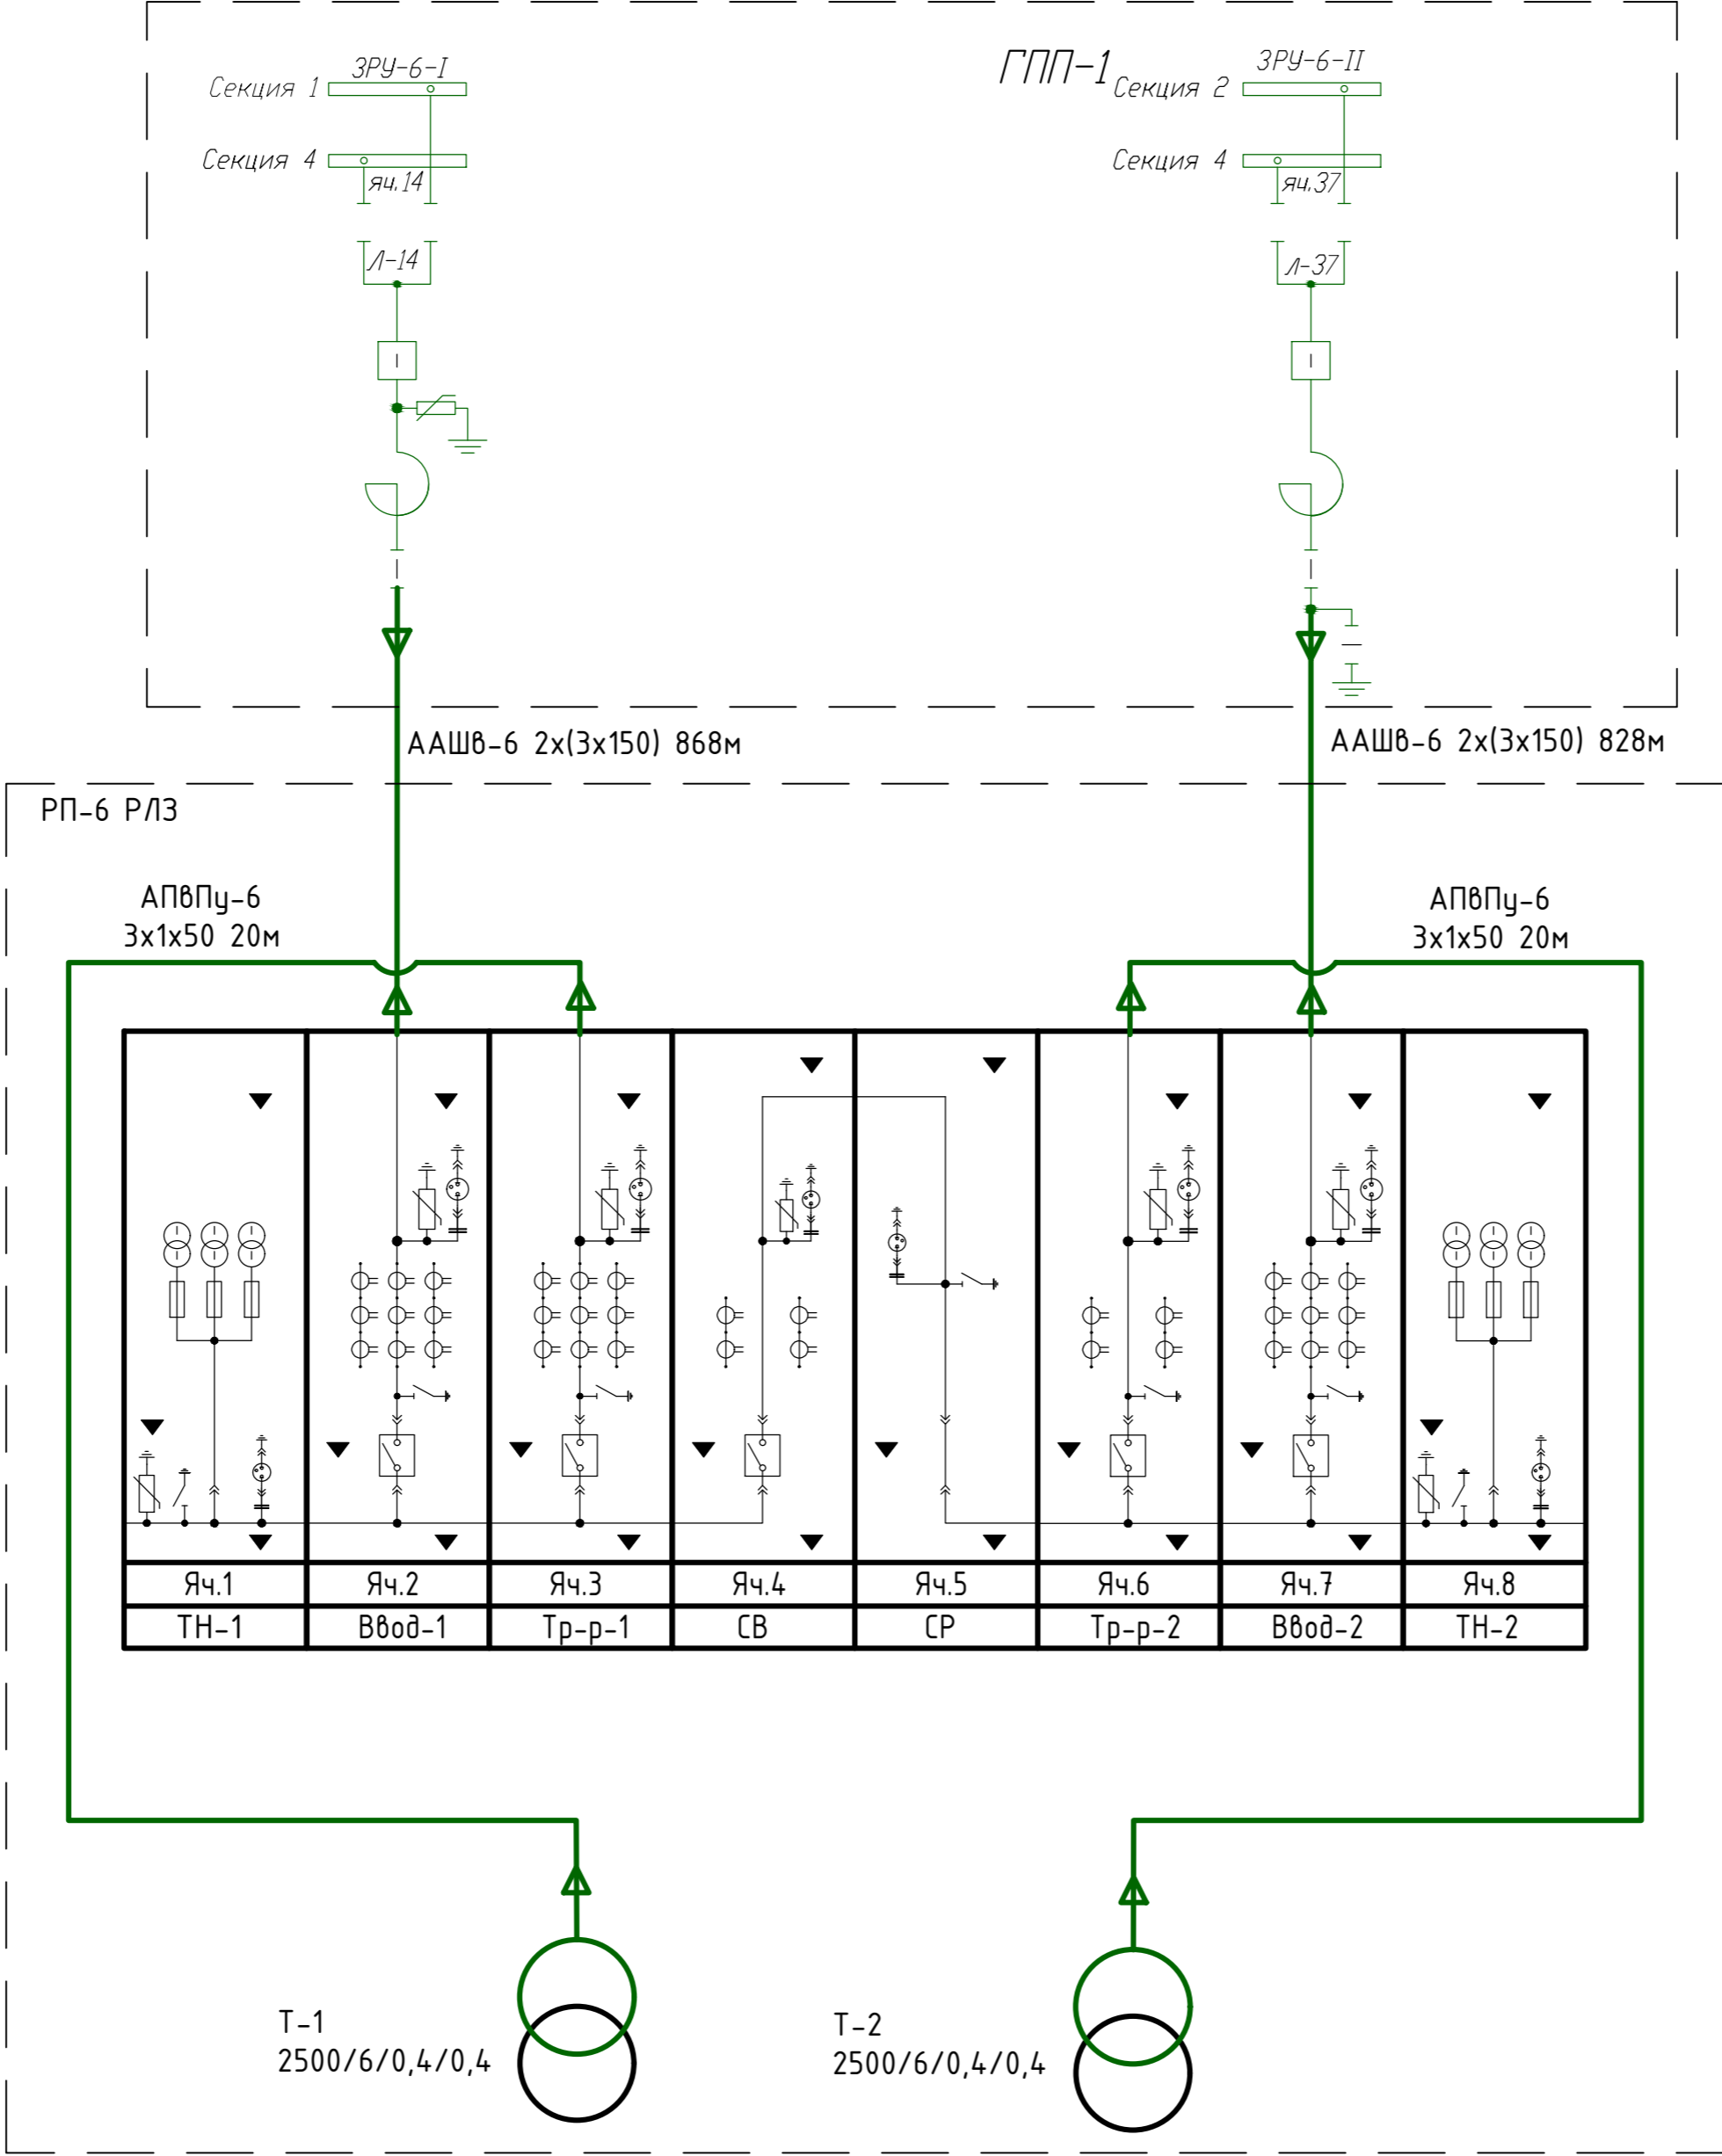 ГПП-1
ЗРУ-6-I
Секция 1
Секция 4
яч.14
Л-14
ЗРУ-6-II
Секция 2
Секция 4
яч.37
Л-37
ААШв-6 2х(3х150) 868м
ААШв-6 2х(3х150) 828м
РП-6 РЛЗ
АПвПу-6
3х1х50 20м
АПвПу-6
3х1х50 20м
Яч.1 Яч.2 Яч.3 Яч.4 Яч.5 Яч.6 Яч.7 Яч.8
ТН-1 Ввод-1 Тр-р-1 СВ СР Тр-р-2 Ввод-2 ТН-2
Т-1
2500/6/0,4/0,4
Т-2
2500/6/0,4/0,4